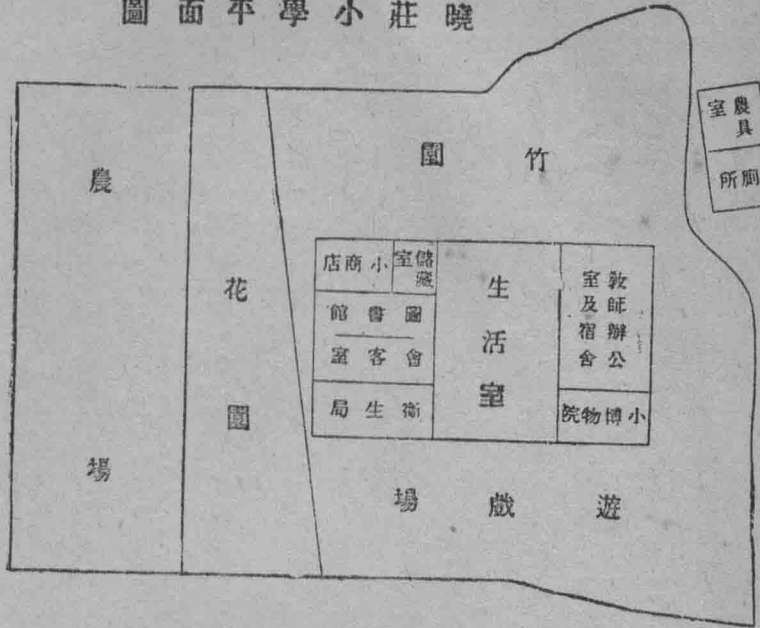 曉莊小學平面圖
農具室
廁所
竹園
農場
花園
教師辦公室及宿舍
生活室
儲藏室
小商店
圖書館
會客室
衛生局
小博物院
遊戲場